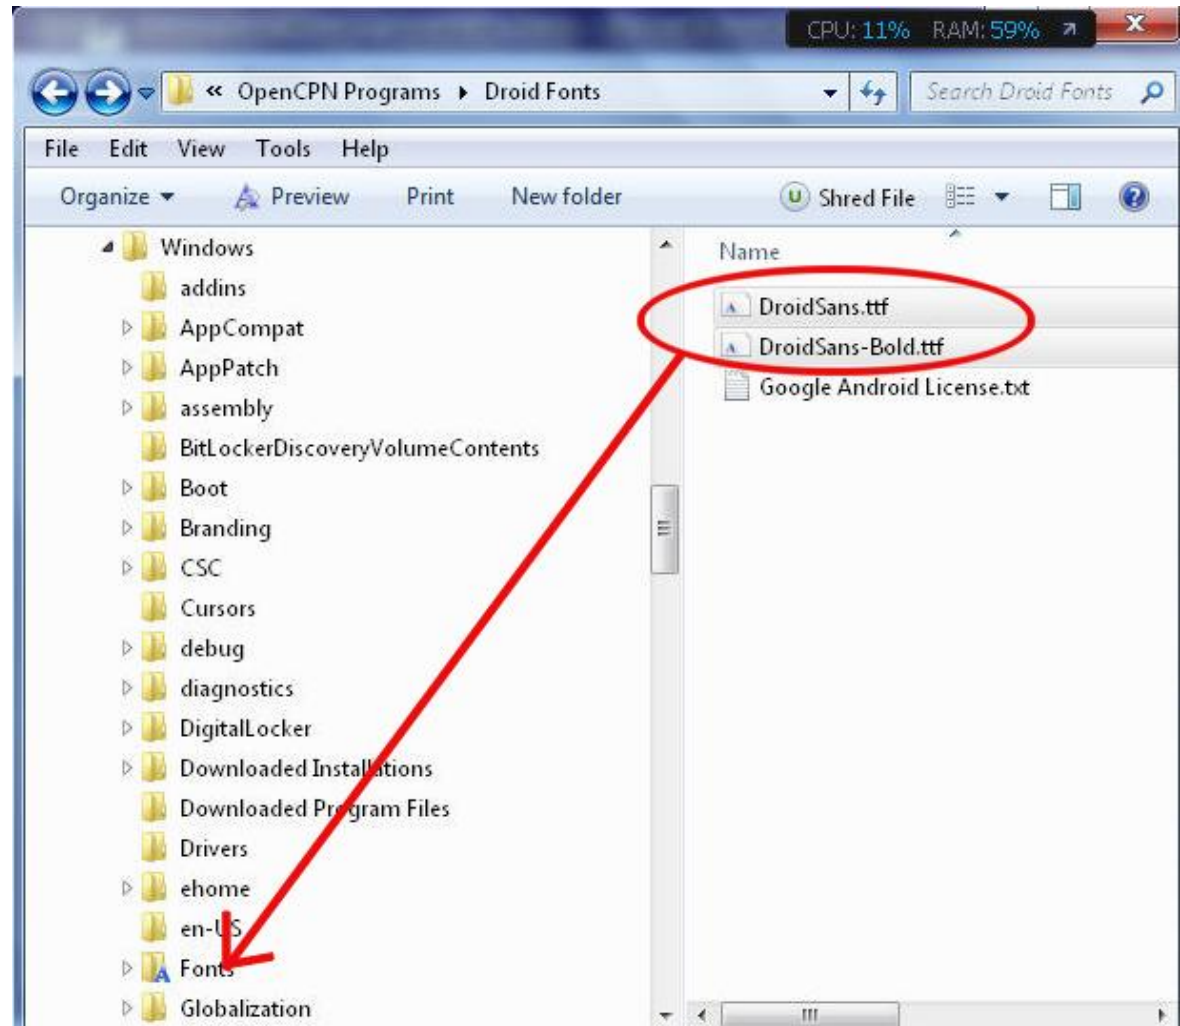 CPU: 11% RAM: 59%
« OpenCPN Programs Droid Fonts Search Droid Fonts
File Edit View Tools Help
Organize Preview Print New folder Shred File
Windows
addins
AppCompat
AppPatch
assembly
BitLockerDiscoveryVolumeContents
Boot
Branding
CSC
Cursors
debug
diagnostics
DigitalLocker
Downloaded Installations
Downloaded Program Files
Drivers
ehome
en-US
Fonts
Globalization
Name
DroidSans.ttf
DroidSans-Bold.ttf
Google Android License.txt